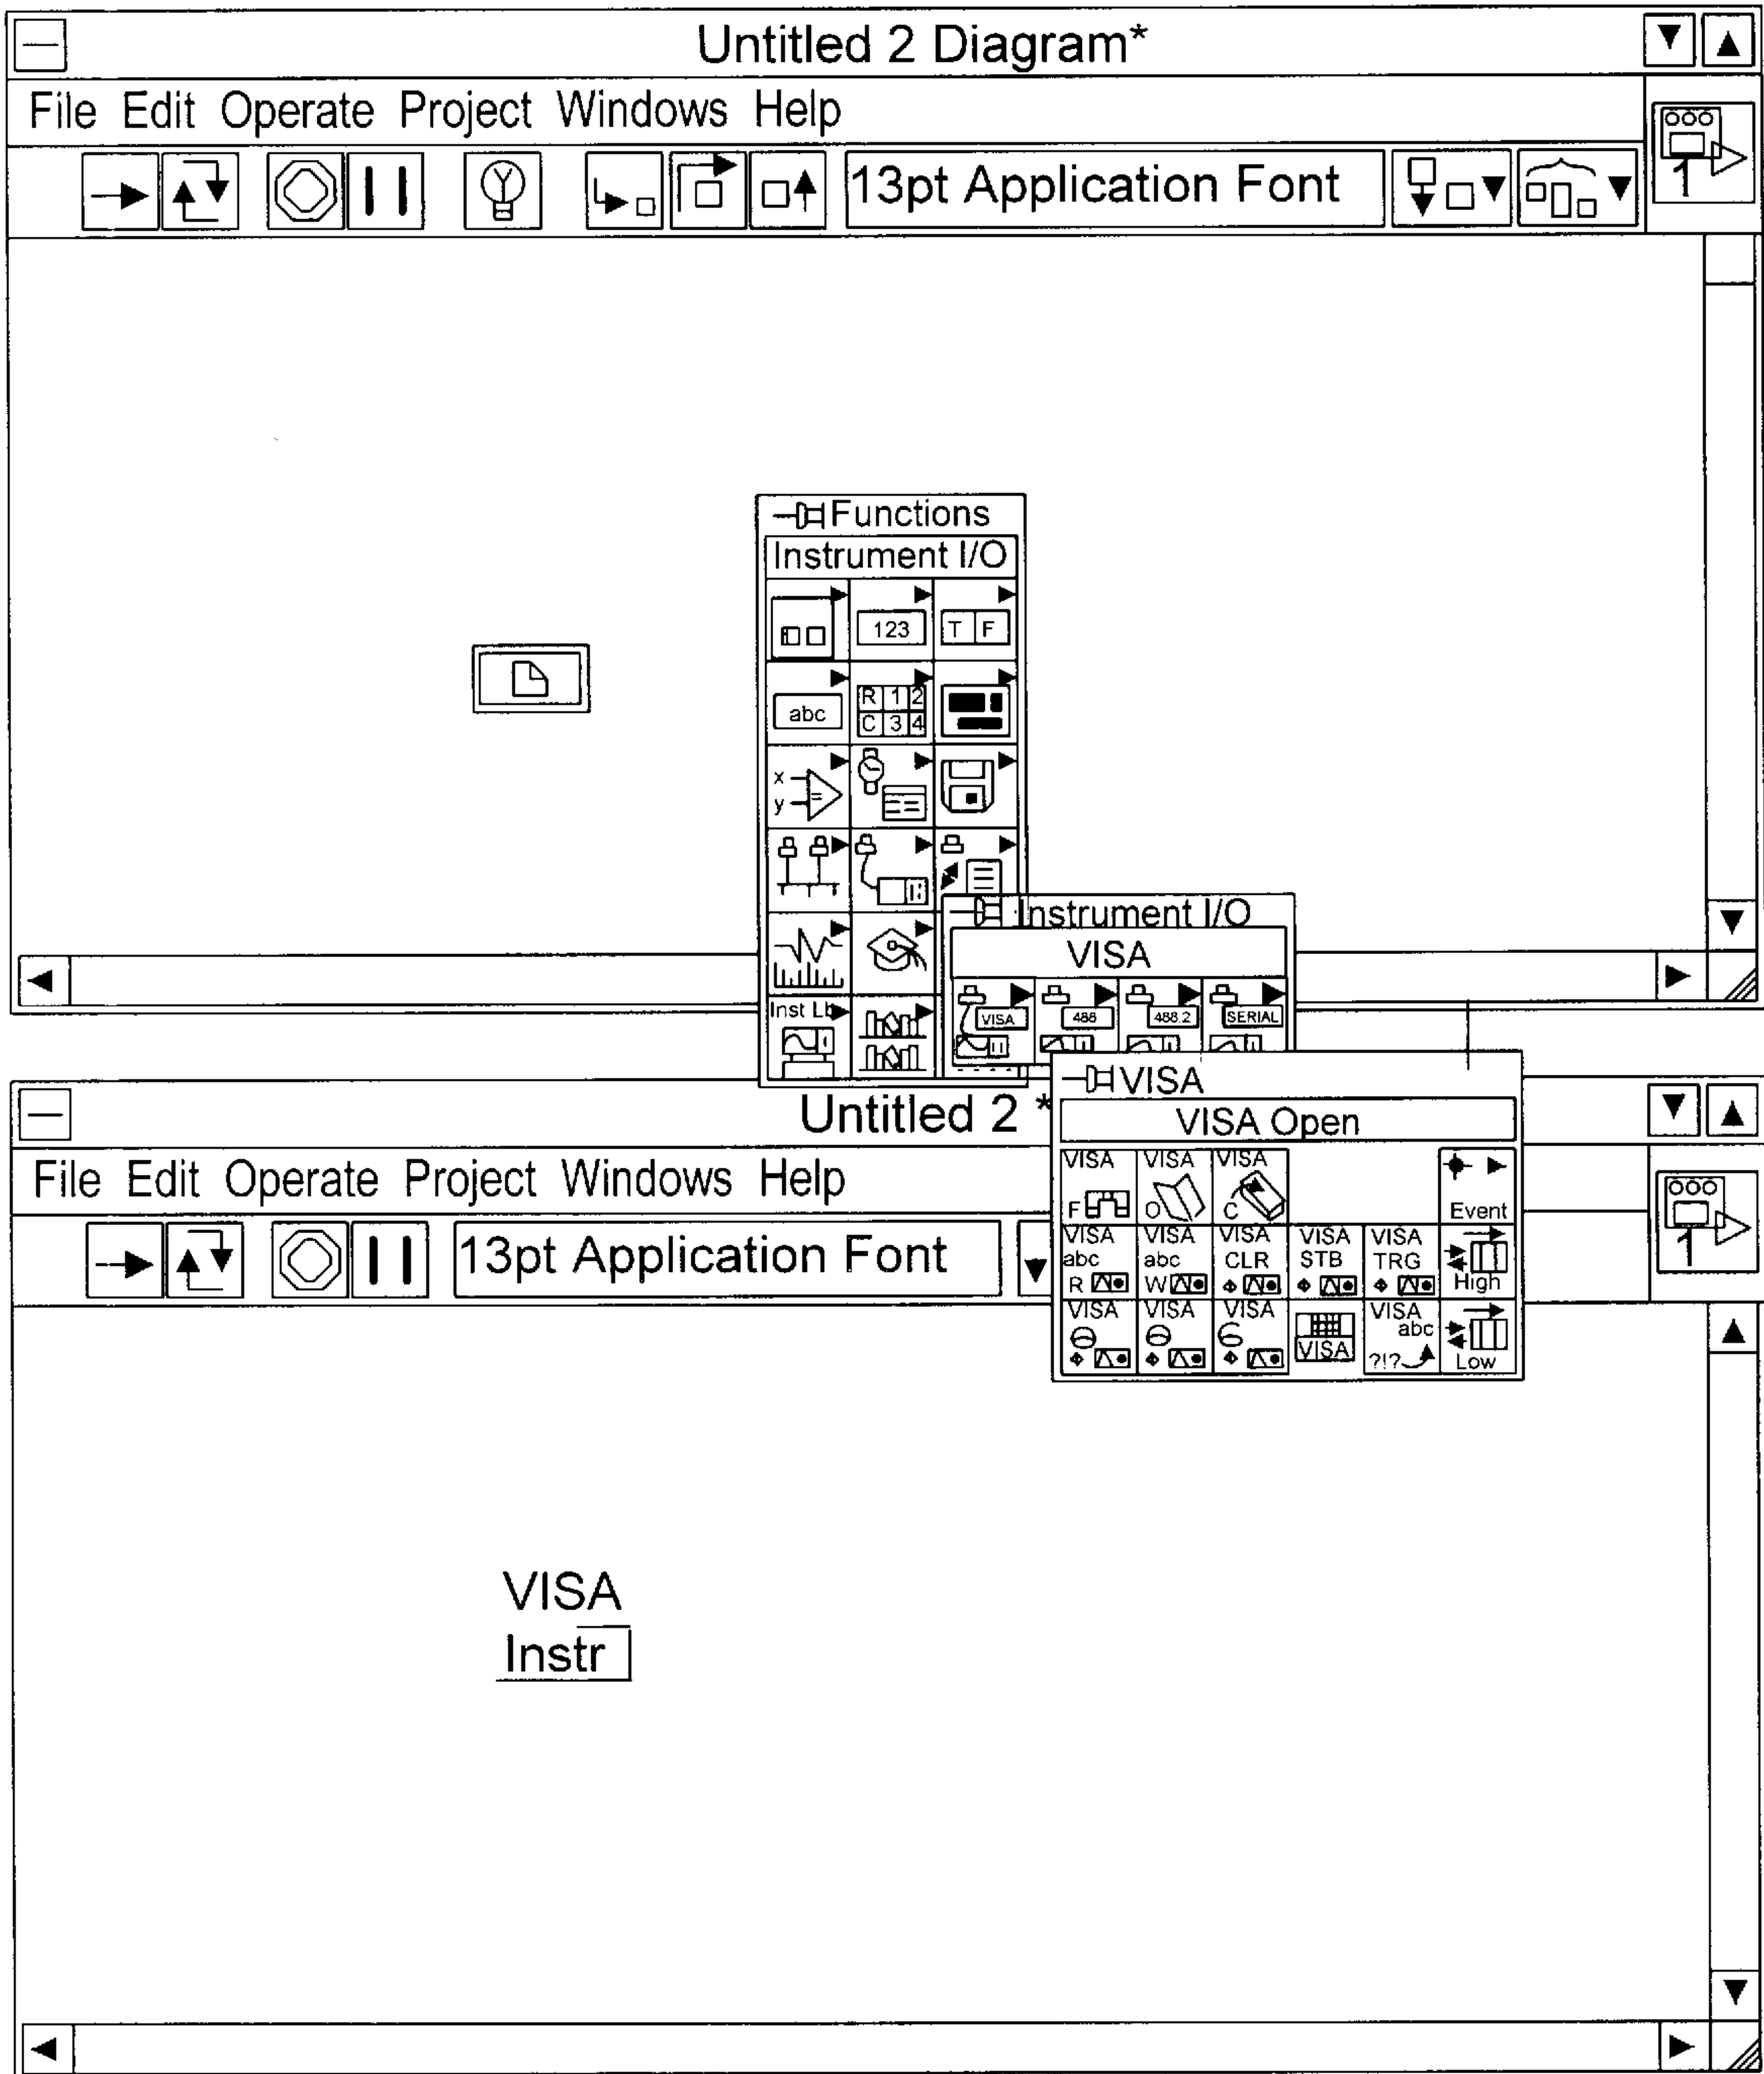 Untitled 2 Diagram*
File Edit Operate Project Windows Help
13pt Application Font
1
Functions
Instrument I/O
123
T F
abc
R 1 2
C 3 4
x
y =
Instrument I/O
VISA
Inst Lb
VISA 488 488.2 SERIAL
VISA
VISA Open
VISA VISA VISA
F O C Event
VISA VISA VISA VISA VISA
abc abc CLR STB TRG
R W High
VISA VISA VISA VISA VISA
abc
?!? Low
Untitled 2 *
File Edit Operate Project Windows Help
13pt Application Font
1
VISA
Instr